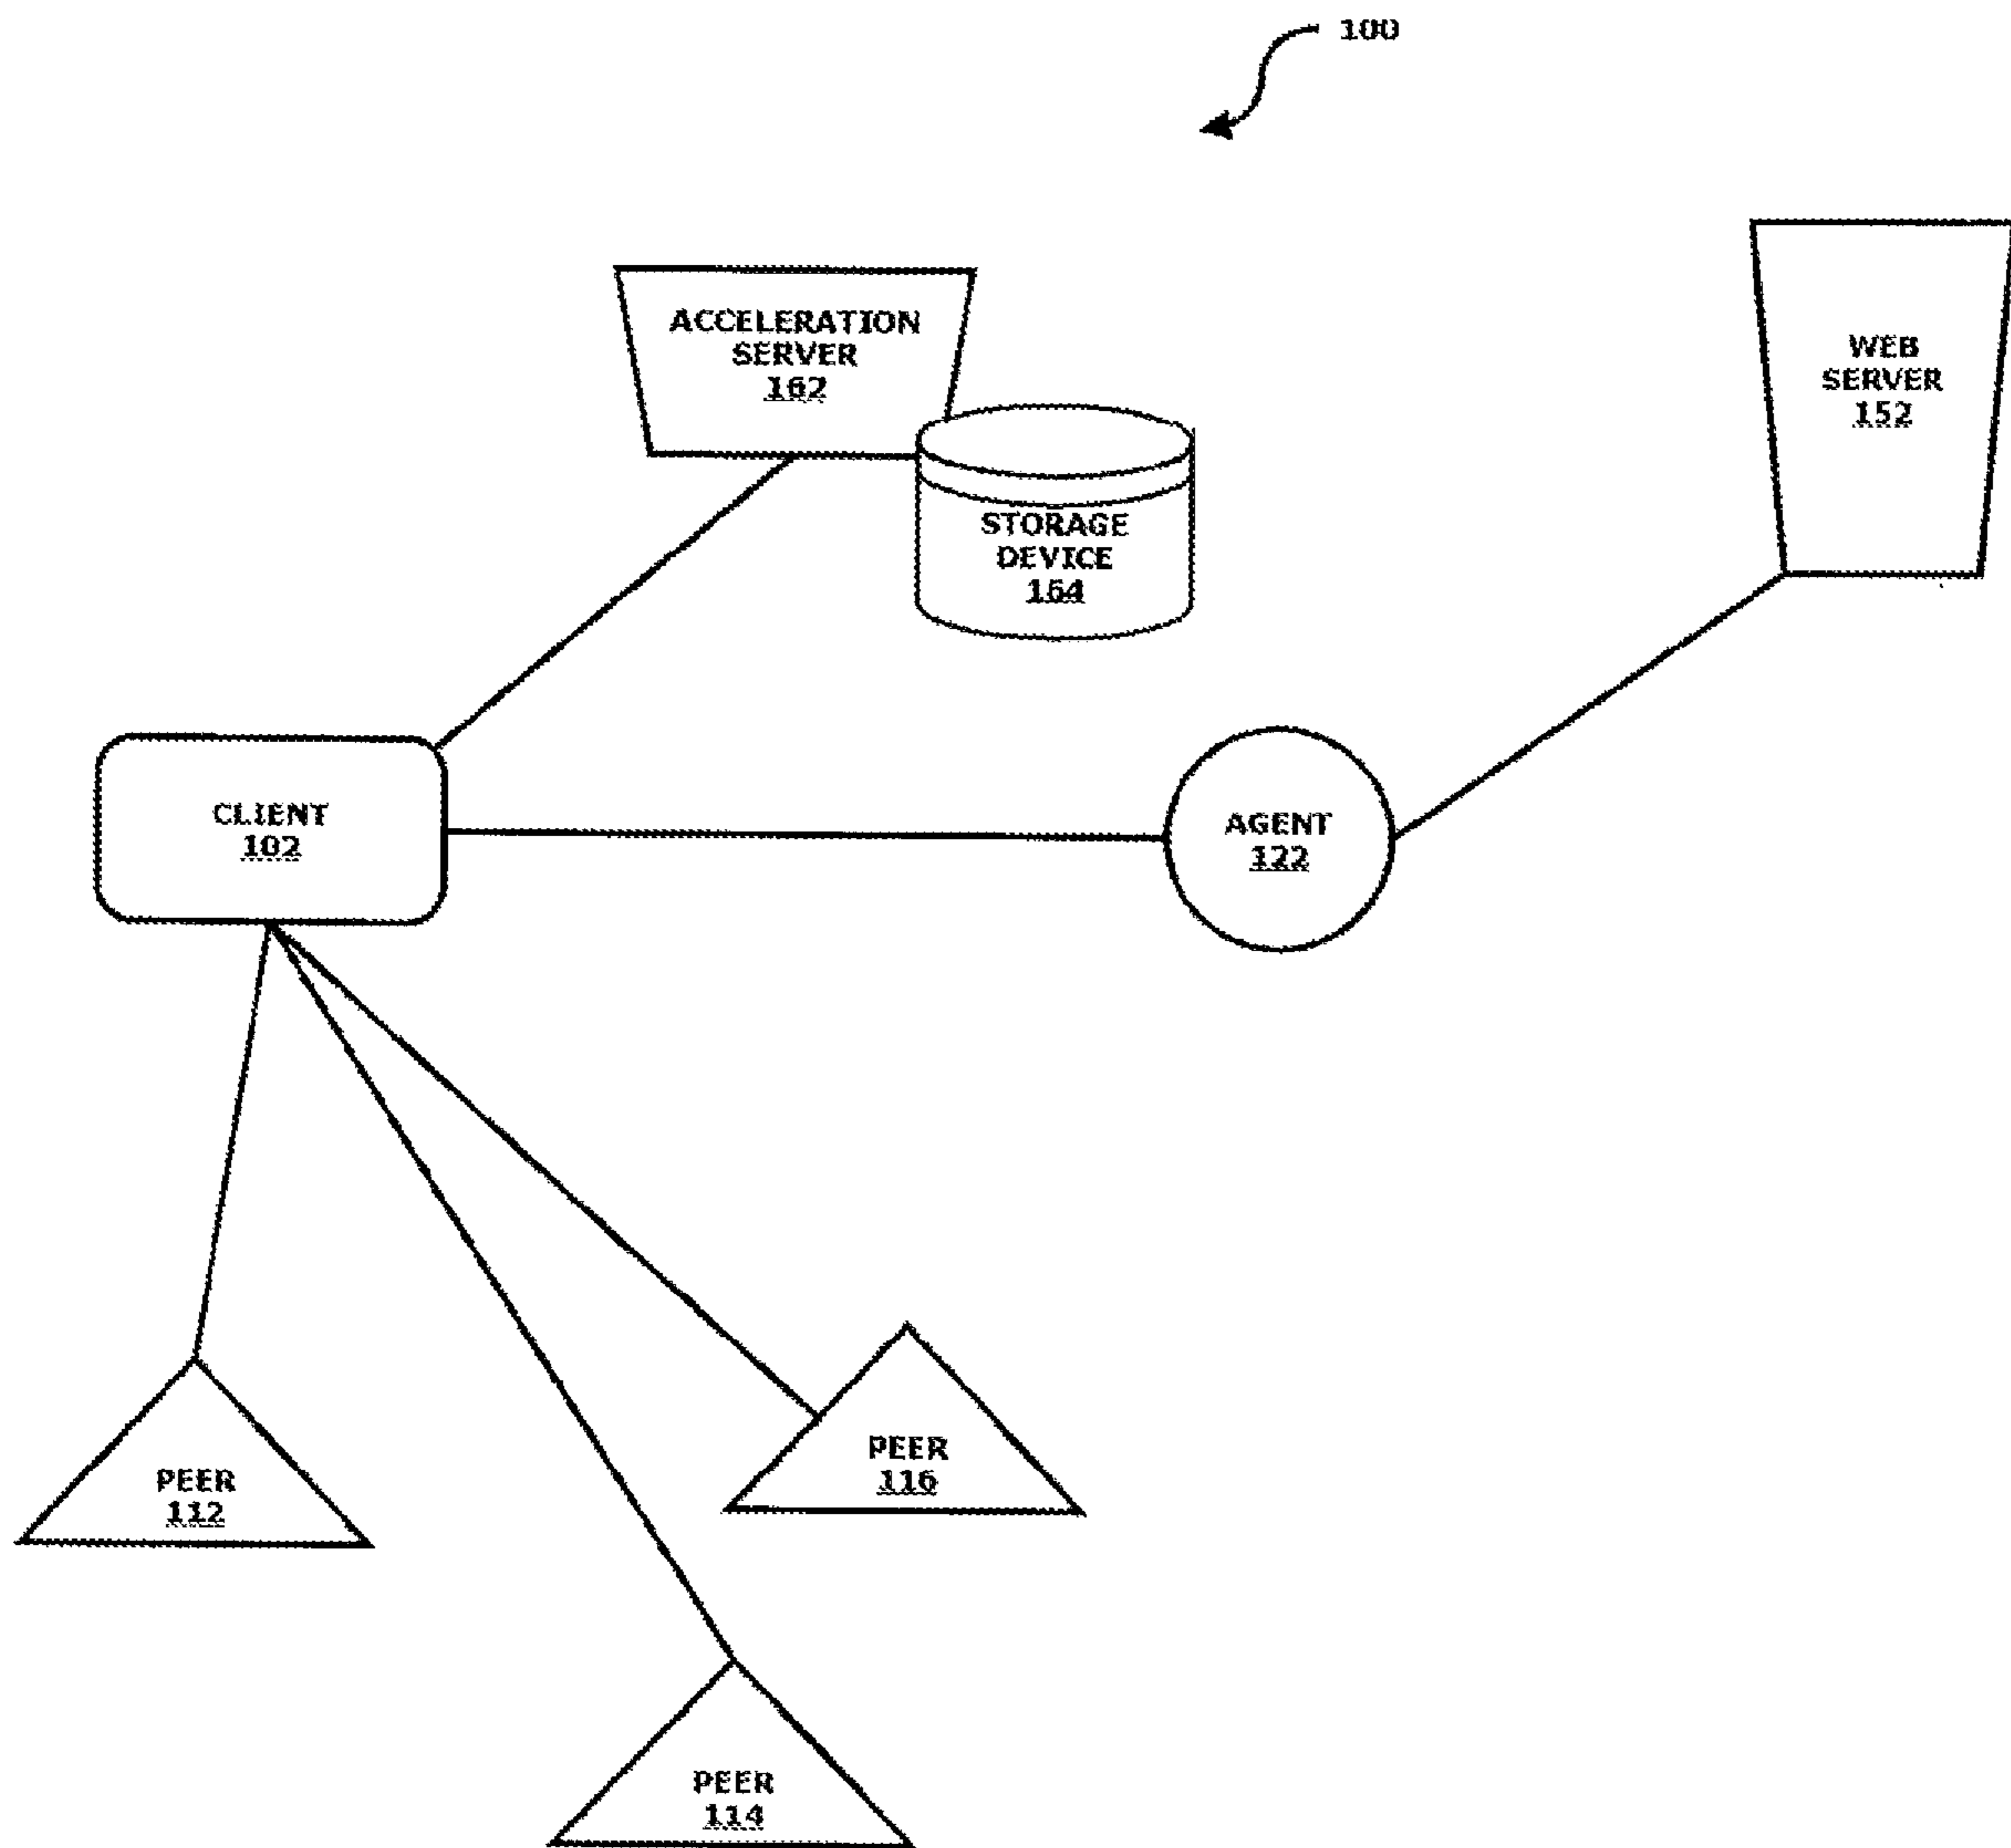 100
ACCELERATION
SERVER
162
WEB
SERVER
152
STORAGE
DEVICE
164
CLIENT
102
AGENT
122
PEER
116
PEER
112
PEER
114